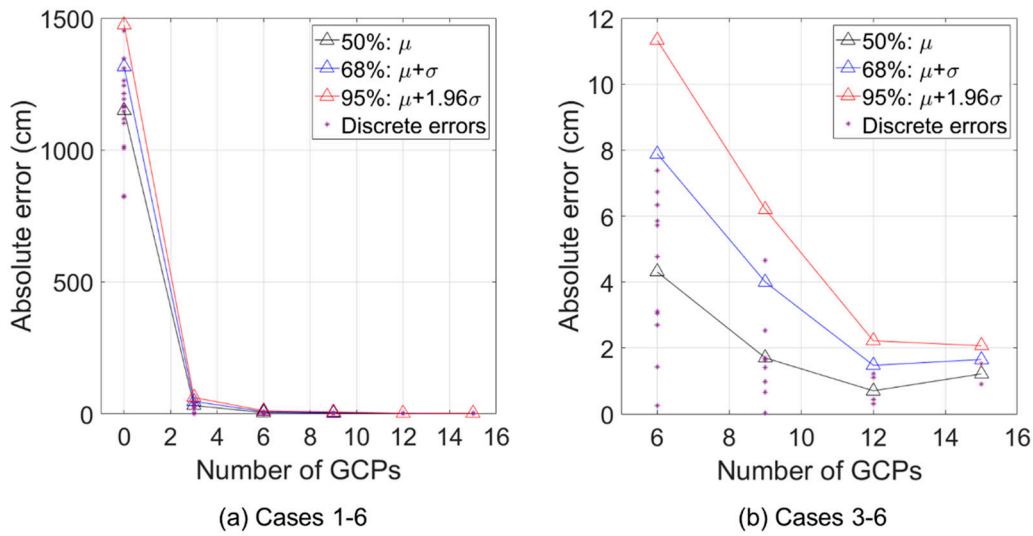 1500
1000
500
0
Absolute error (cm)
0 2 4 6 8 10 12 14 16
Number of GCPs
50%: μ
68%: μ+σ
95%: μ+1.96σ
Discrete errors
(a) Cases 1-6
12
10
8
6
4
2
0
Absolute error (cm)
6 8 10 12 14 16
Number of GCPs
50%: μ
68%: μ+σ
95%: μ+1.96σ
Discrete errors
(b) Cases 3-6